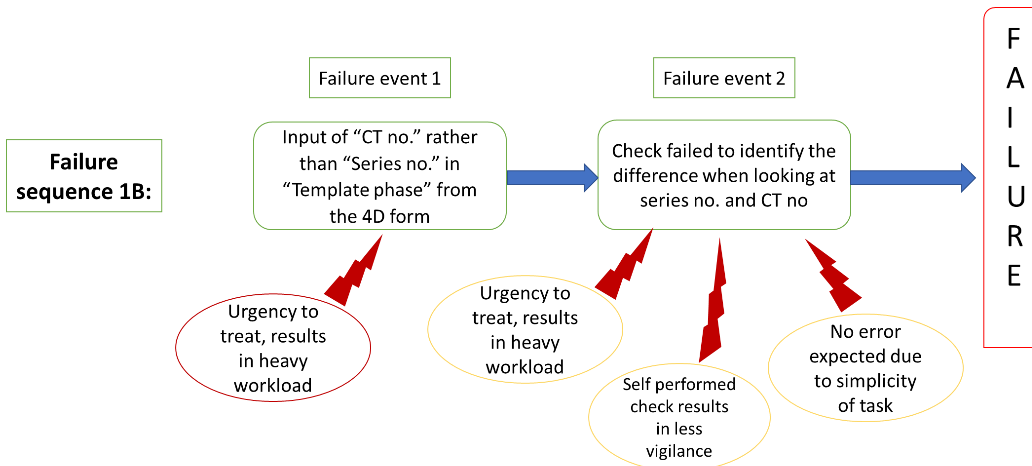 Failure event 1
Failure event 2
Failure
sequence 1B:
Input of “CT no.” rather
than “Series no.” in
“Template phase” from
the 4D form
Check failed to identify the
difference when looking at
series no. and CT no
F
A
I
L
U
R
E
Urgency to
treat, results
in heavy
workload
Urgency to
treat, results
in heavy
workload
Self performed
check results
in less
vigilance
No error
expected due
to simplicity
of task